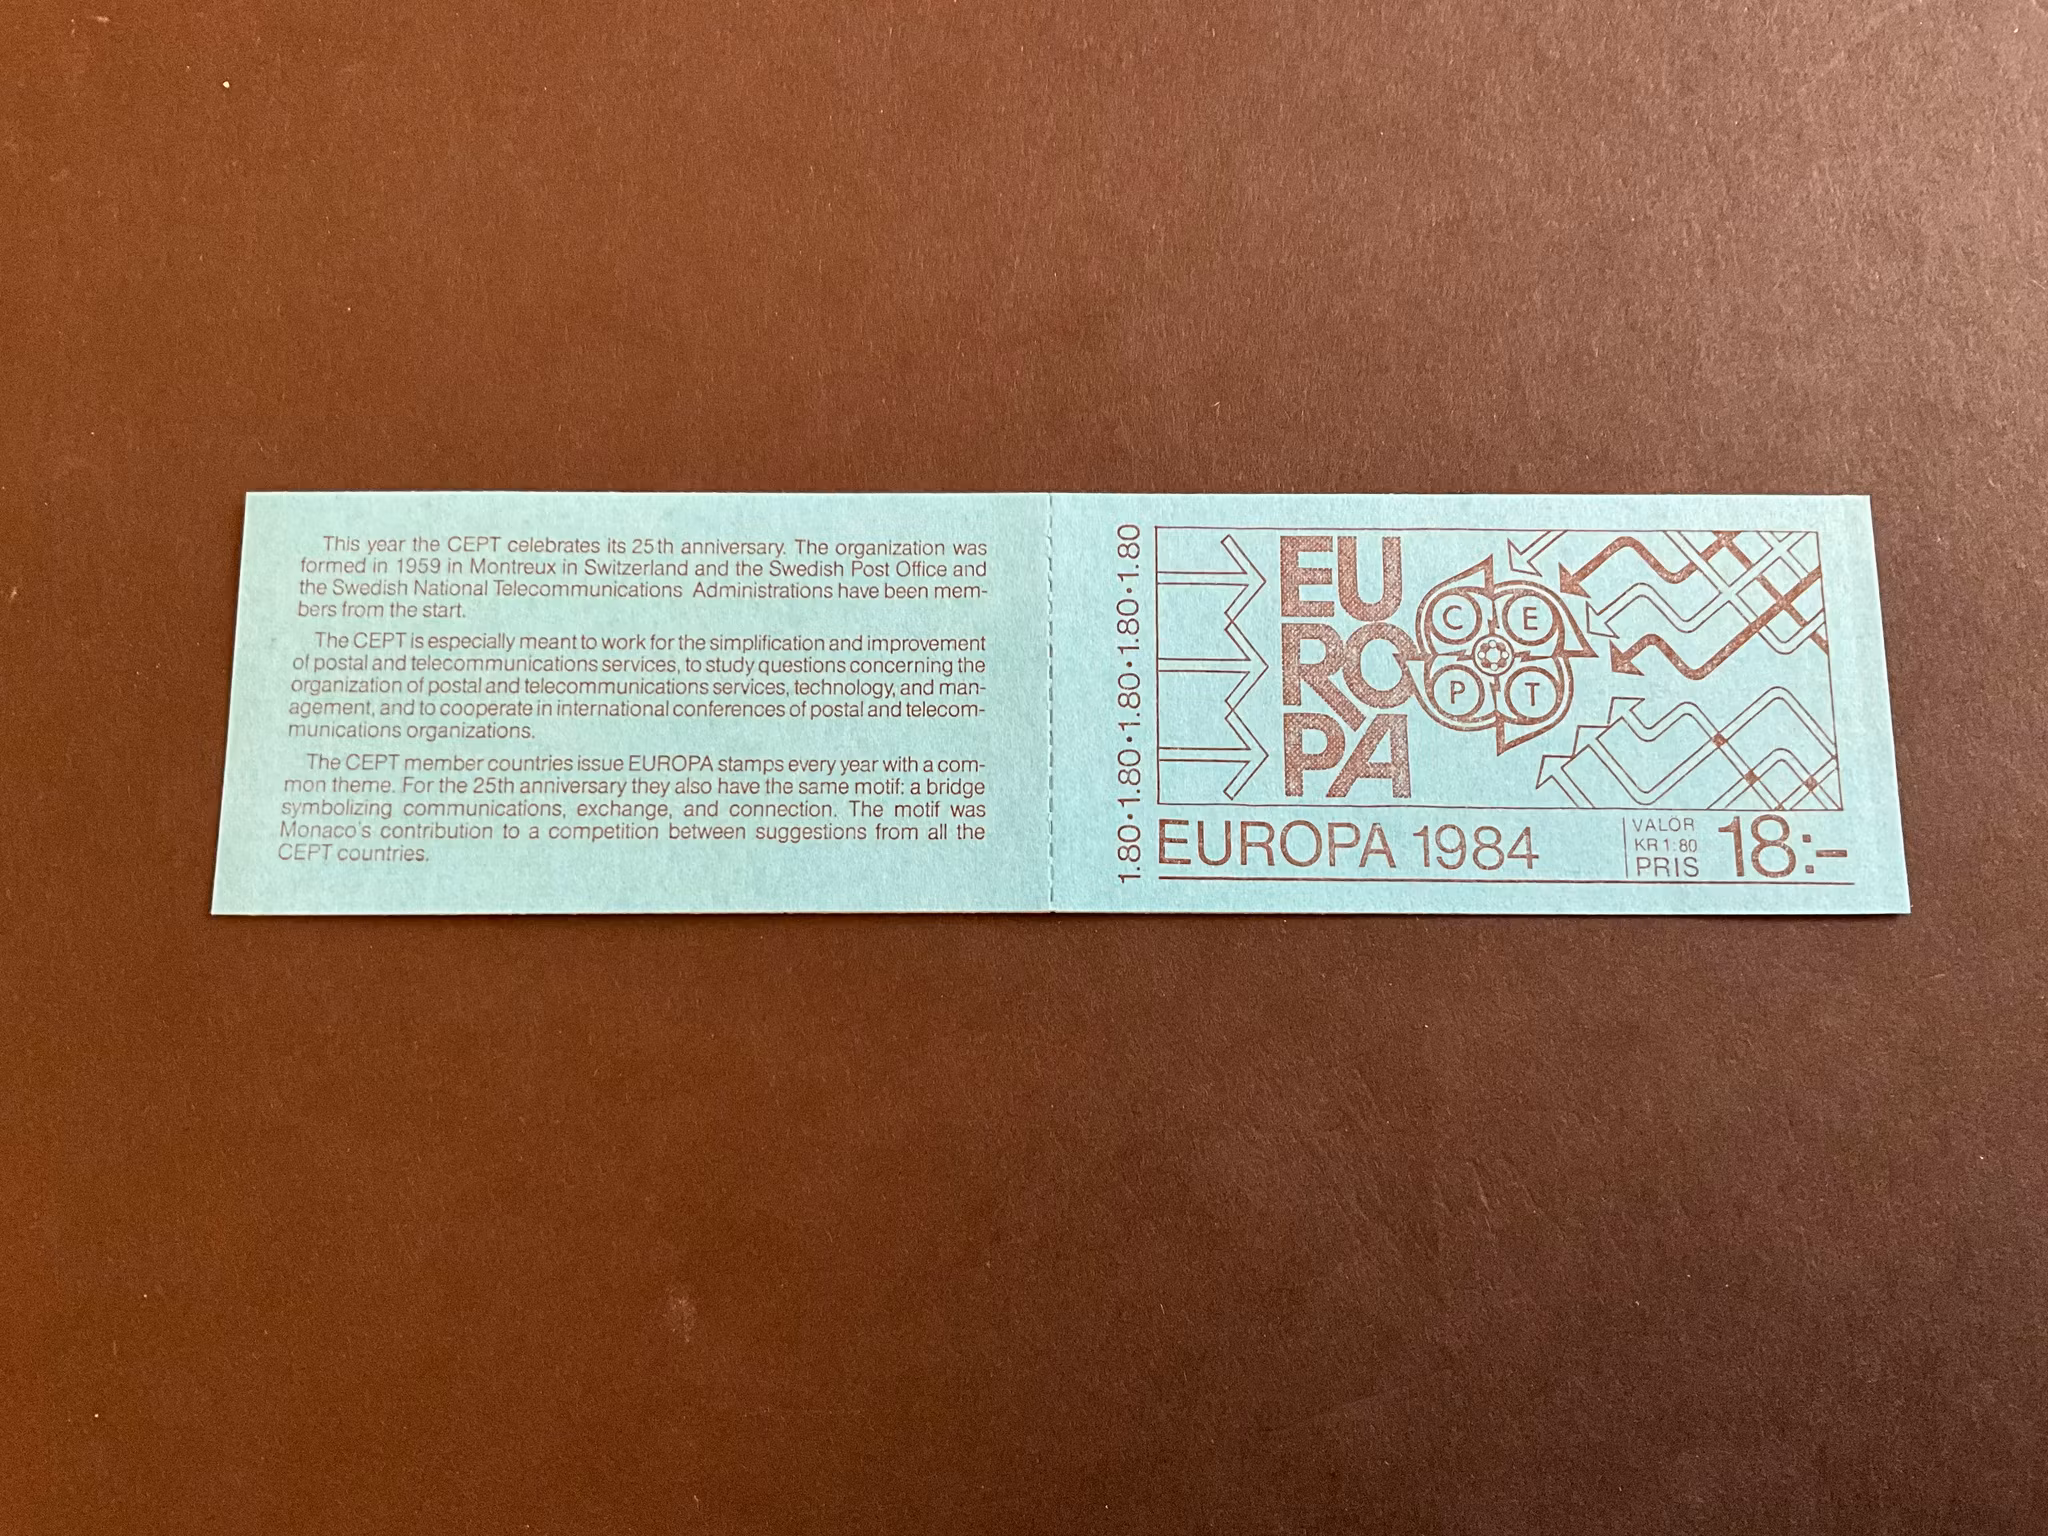 This year the CEPT celebrates its 25th anniversary. The organization was
formed in 1959 in Montreux in Switzerland and the Swedish Post Office and
the Swedish National Telecommunications Administrations have been mem-
bers from the start.
The CEPT is especially meant to work for the simplification and improvement
of postal and telecommunications services, to study questions concerning the
organization of postal and telecommunications services, technology, and man-
agement, and to cooperate in international conferences of postal and telecom-
munications organizations.
The CEPT member countries issue EUROPA stamps every year with a com-
mon theme. For the 25th anniversary they also have the same motif: a bridge
symbolizing communications, exchange, and connection. The motif was
Monaco's contribution to a competition between suggestions from all the
CEPT countries.
1.80•1.80•1.80•1.80•1.80
EU
RO
PA
C E
P T
EUROPA 1984
VALÖR
KR 1:80
PRIS
18:-